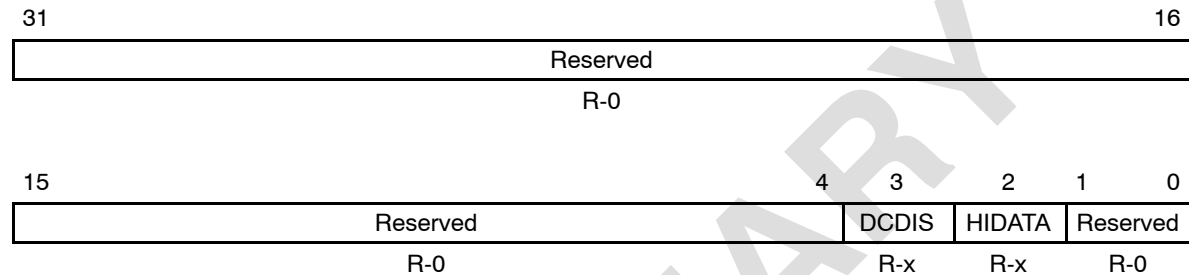 31 16
Reserved
R-0
15 4 3 2 1 0
Reserved DCDIS HIDATA Reserved
R-0 R-x R-x R-0